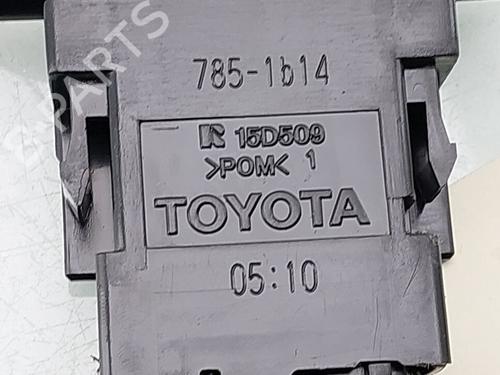 B-PARTS
785-1b14
R 15D509
>POM< 1
TOYOTA
05:10